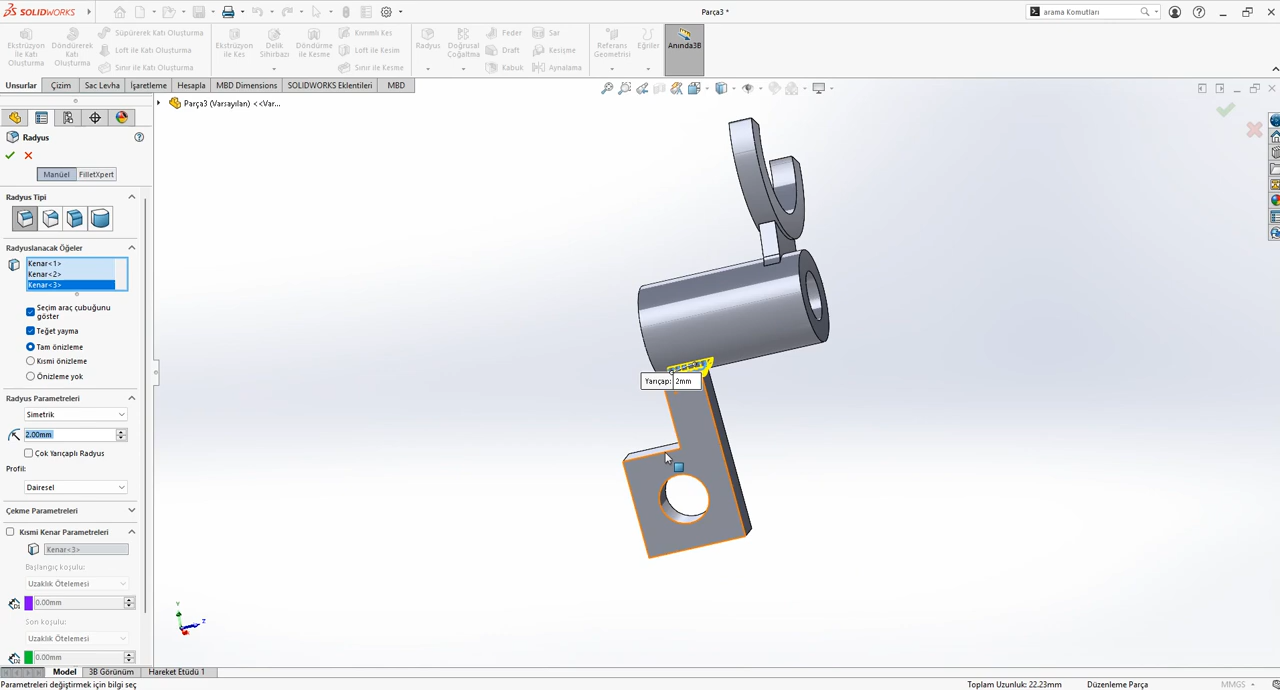 SOLIDWORKS
Parça3 *
arama Komutları
Ekstrüzyon ile Katı Oluşturma
Döndürerek Katı Oluşturma
Süpürerek Katı Oluşturma
Loft ile Katı Oluşturma
Sınır ile Katı Oluşturma
Ekstrüzyon ile Kes
Delik Sihirbazı
Döndürme ile Kesme
Kıvrımlı Kes
Loft ile Kesim
Sınır ile Kesme
Radyus
Doğrusal Çoğaltma
Feder
Draft
Kabuk
Sar
Kesişme
Aynalama
Referans Geometrisi
Eğriler
Anında3B
Unsurlar
Çizim
Sac Levha
İşaretleme
Hesapla
MBD Dimensions
SOLIDWORKS Eklentileri
MBD
Parça3 (Varsayılan) <<Var...
Radyus
Manüel
FilletXpert
Radyus Tipi
Radyuslanacak Öğeler
Kenar<1>
Kenar<2>
Kenar<3>
Seçim araç çubuğunu göster
Teğet yayma
Tam önizleme
Kısmi önizleme
Önizleme yok
Radyus Parametreleri
Simetrik
2.00mm
Çok Yarıçaplı Radyus
Profil:
Dairesel
Çekme Parametreleri
Kısmi Kenar Parametreleri
Kenar<3>
Başlangıç koşulu:
Uzaklık Ötelemesi
0.00mm
Son koşulu:
Uzaklık Ötelemesi
0.00mm
Yarıçap: 2mm
Y
Z
Model
3B Görünüm
Hareket Etüdü 1
Parametreleri değiştirmek için bilgi seç
Toplam Uzunluk: 22.23mm
Düzenleme Parça
MMGS